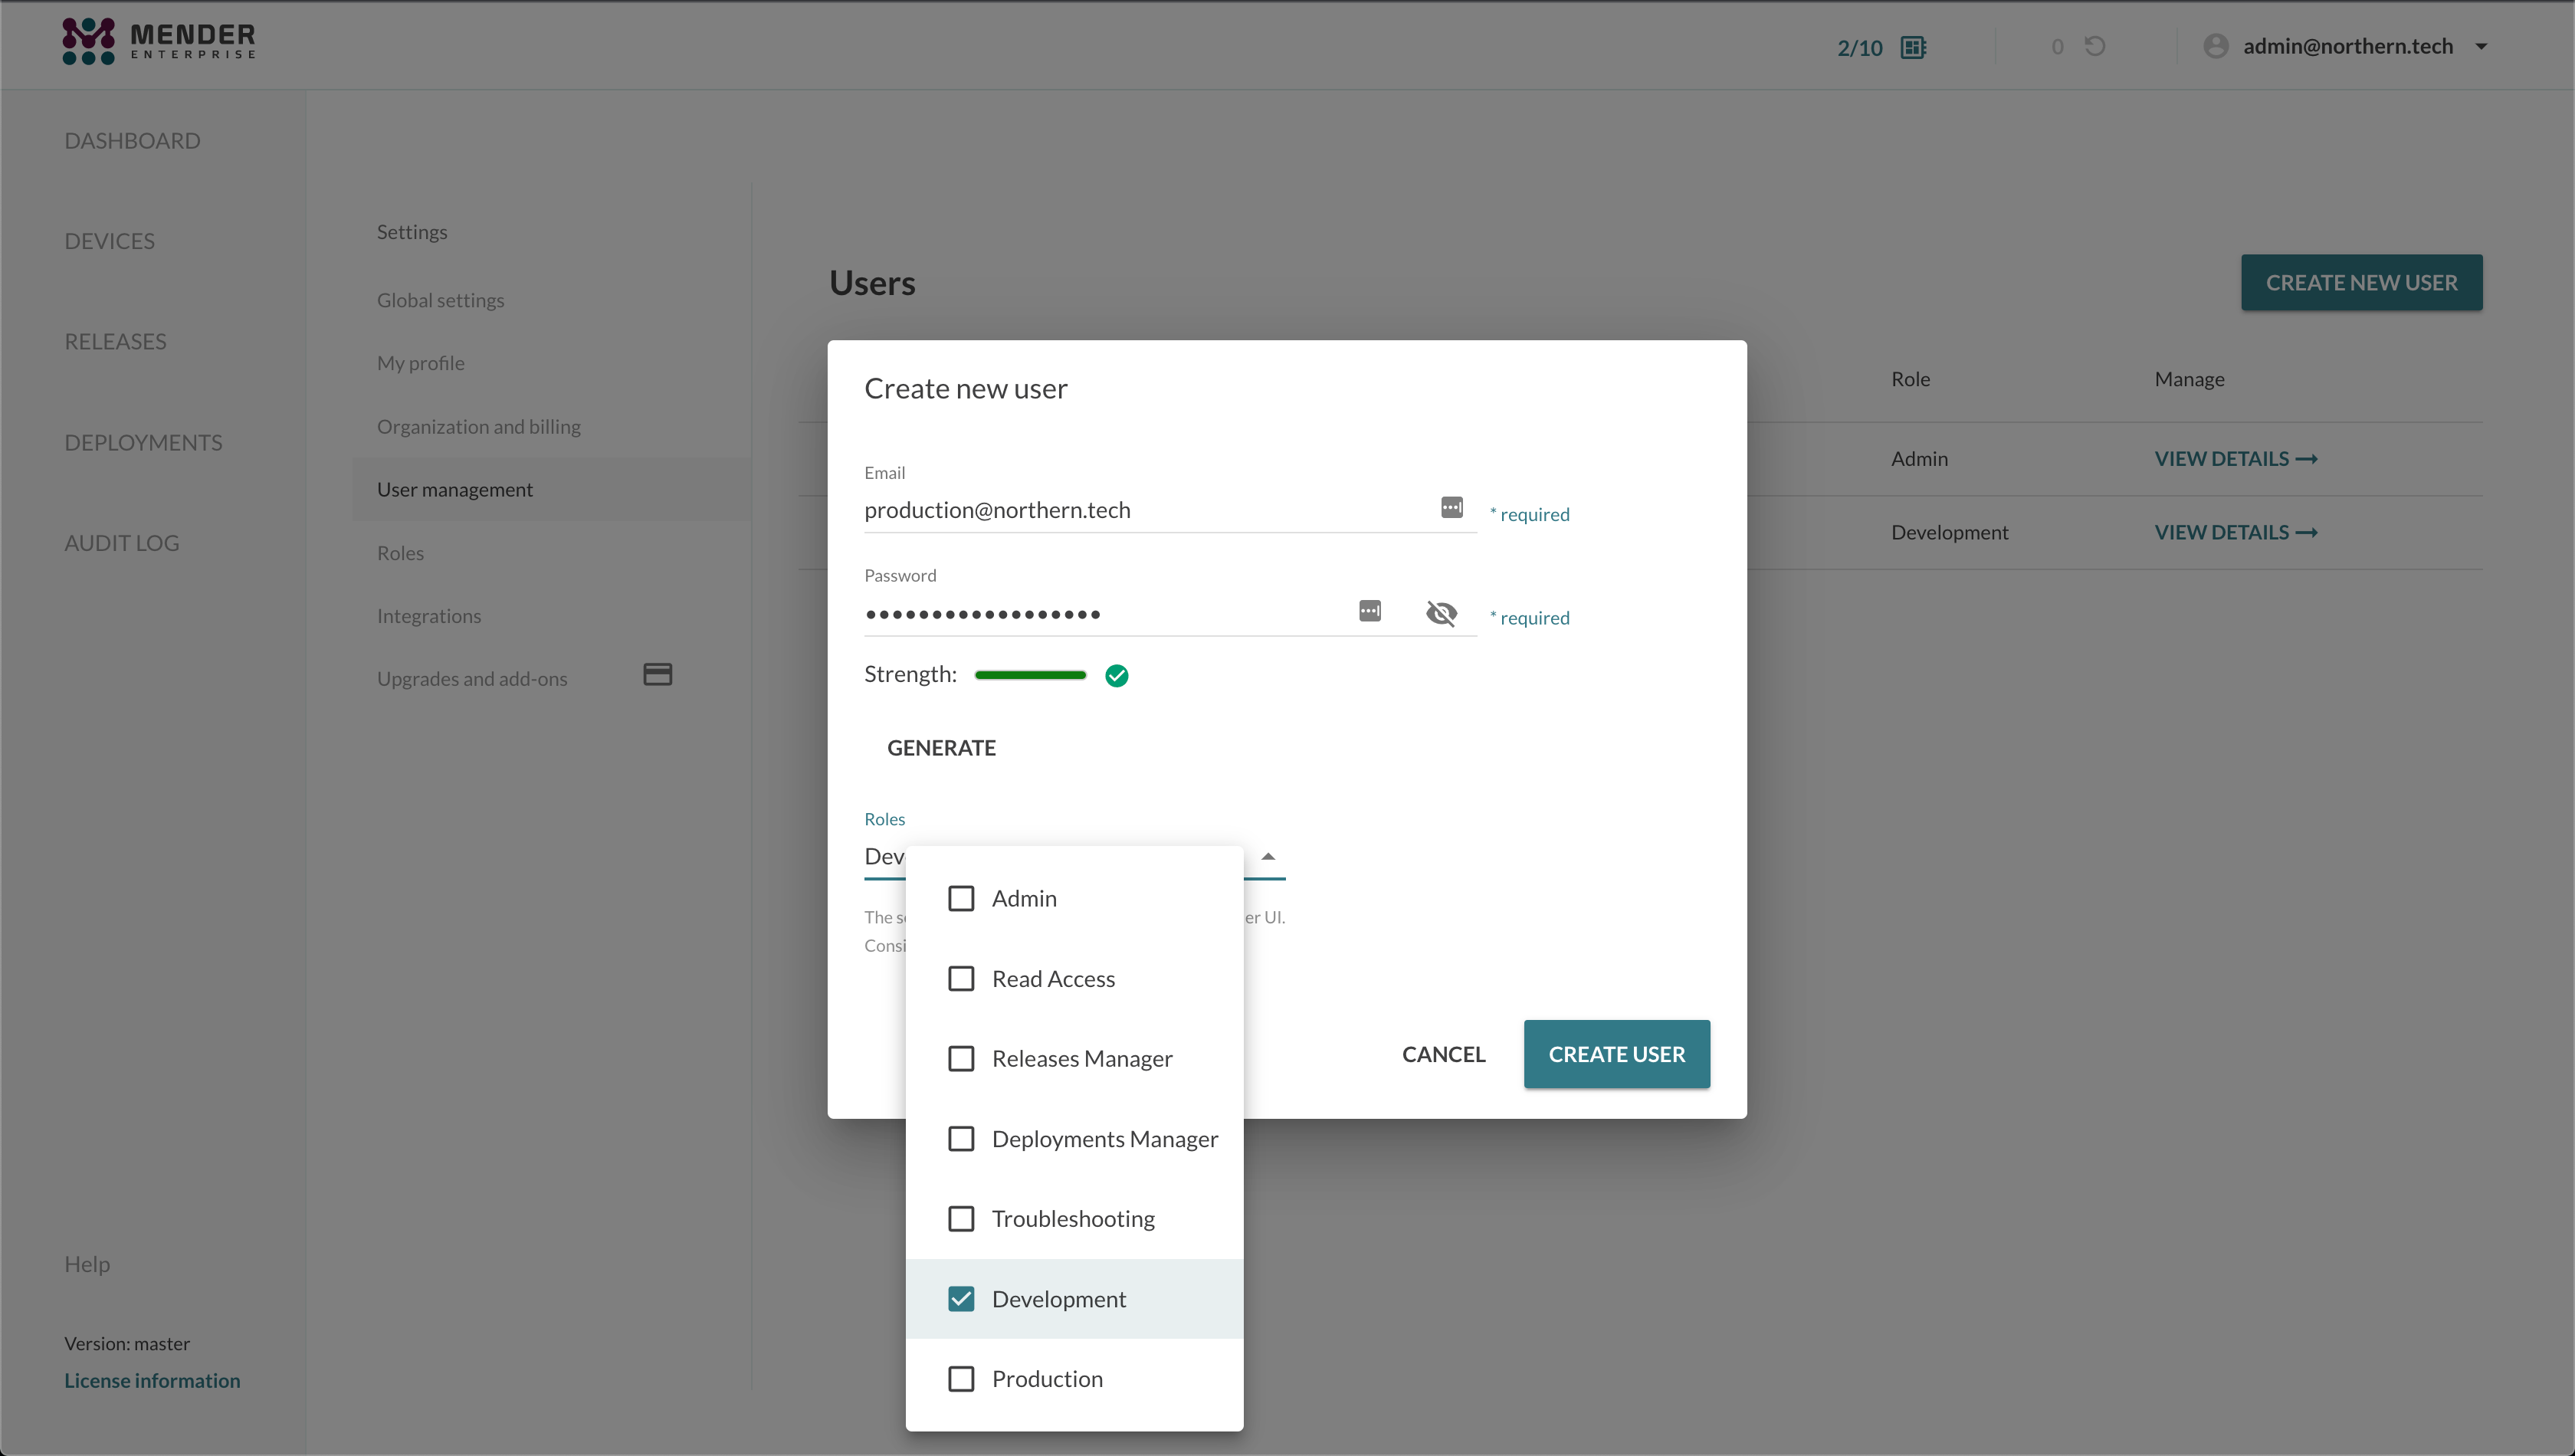 MENDER
ENTERPRISE
2/10
0
admin@northern.tech
DASHBOARD
DEVICES
RELEASES
DEPLOYMENTS
AUDIT LOG
Help
Version: master
License information
Settings
Global settings
My profile
Organization and billing
User management
Roles
Integrations
Upgrades and add-ons
Users
CREATE NEW USER
Role
Manage
Admin
VIEW DETAILS
Development
VIEW DETAILS
Create new user
Email
production@northern.tech
* required
Password
* required
Strength:
GENERATE
Roles
Dev
The
er UI.
Admin
Read Access
Releases Manager
Deployments Manager
Troubleshooting
Development
Production
CANCEL
CREATE USER